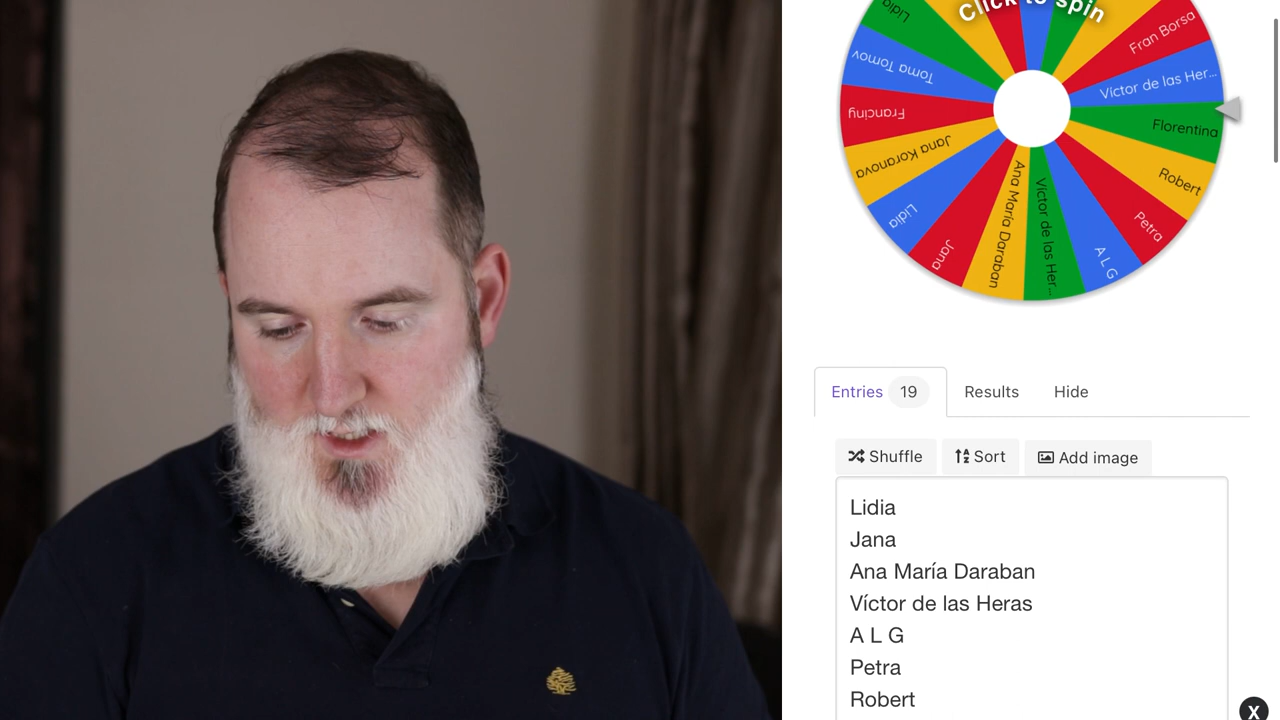 Click to spin
Lidia
Fran Borsa
Toma Tomov
Víctor de las Her...
Francing
Florentina
Jana Koranova
Robert
Lidia
Petra
Jana
Ana María Daraban
Víctor de las Her...
A L G
Entries 19
Results
Hide
Shuffle
Sort
Add image
Lidia
Jana
Ana María Daraban
Víctor de las Heras
A L G
Petra
Robert
X